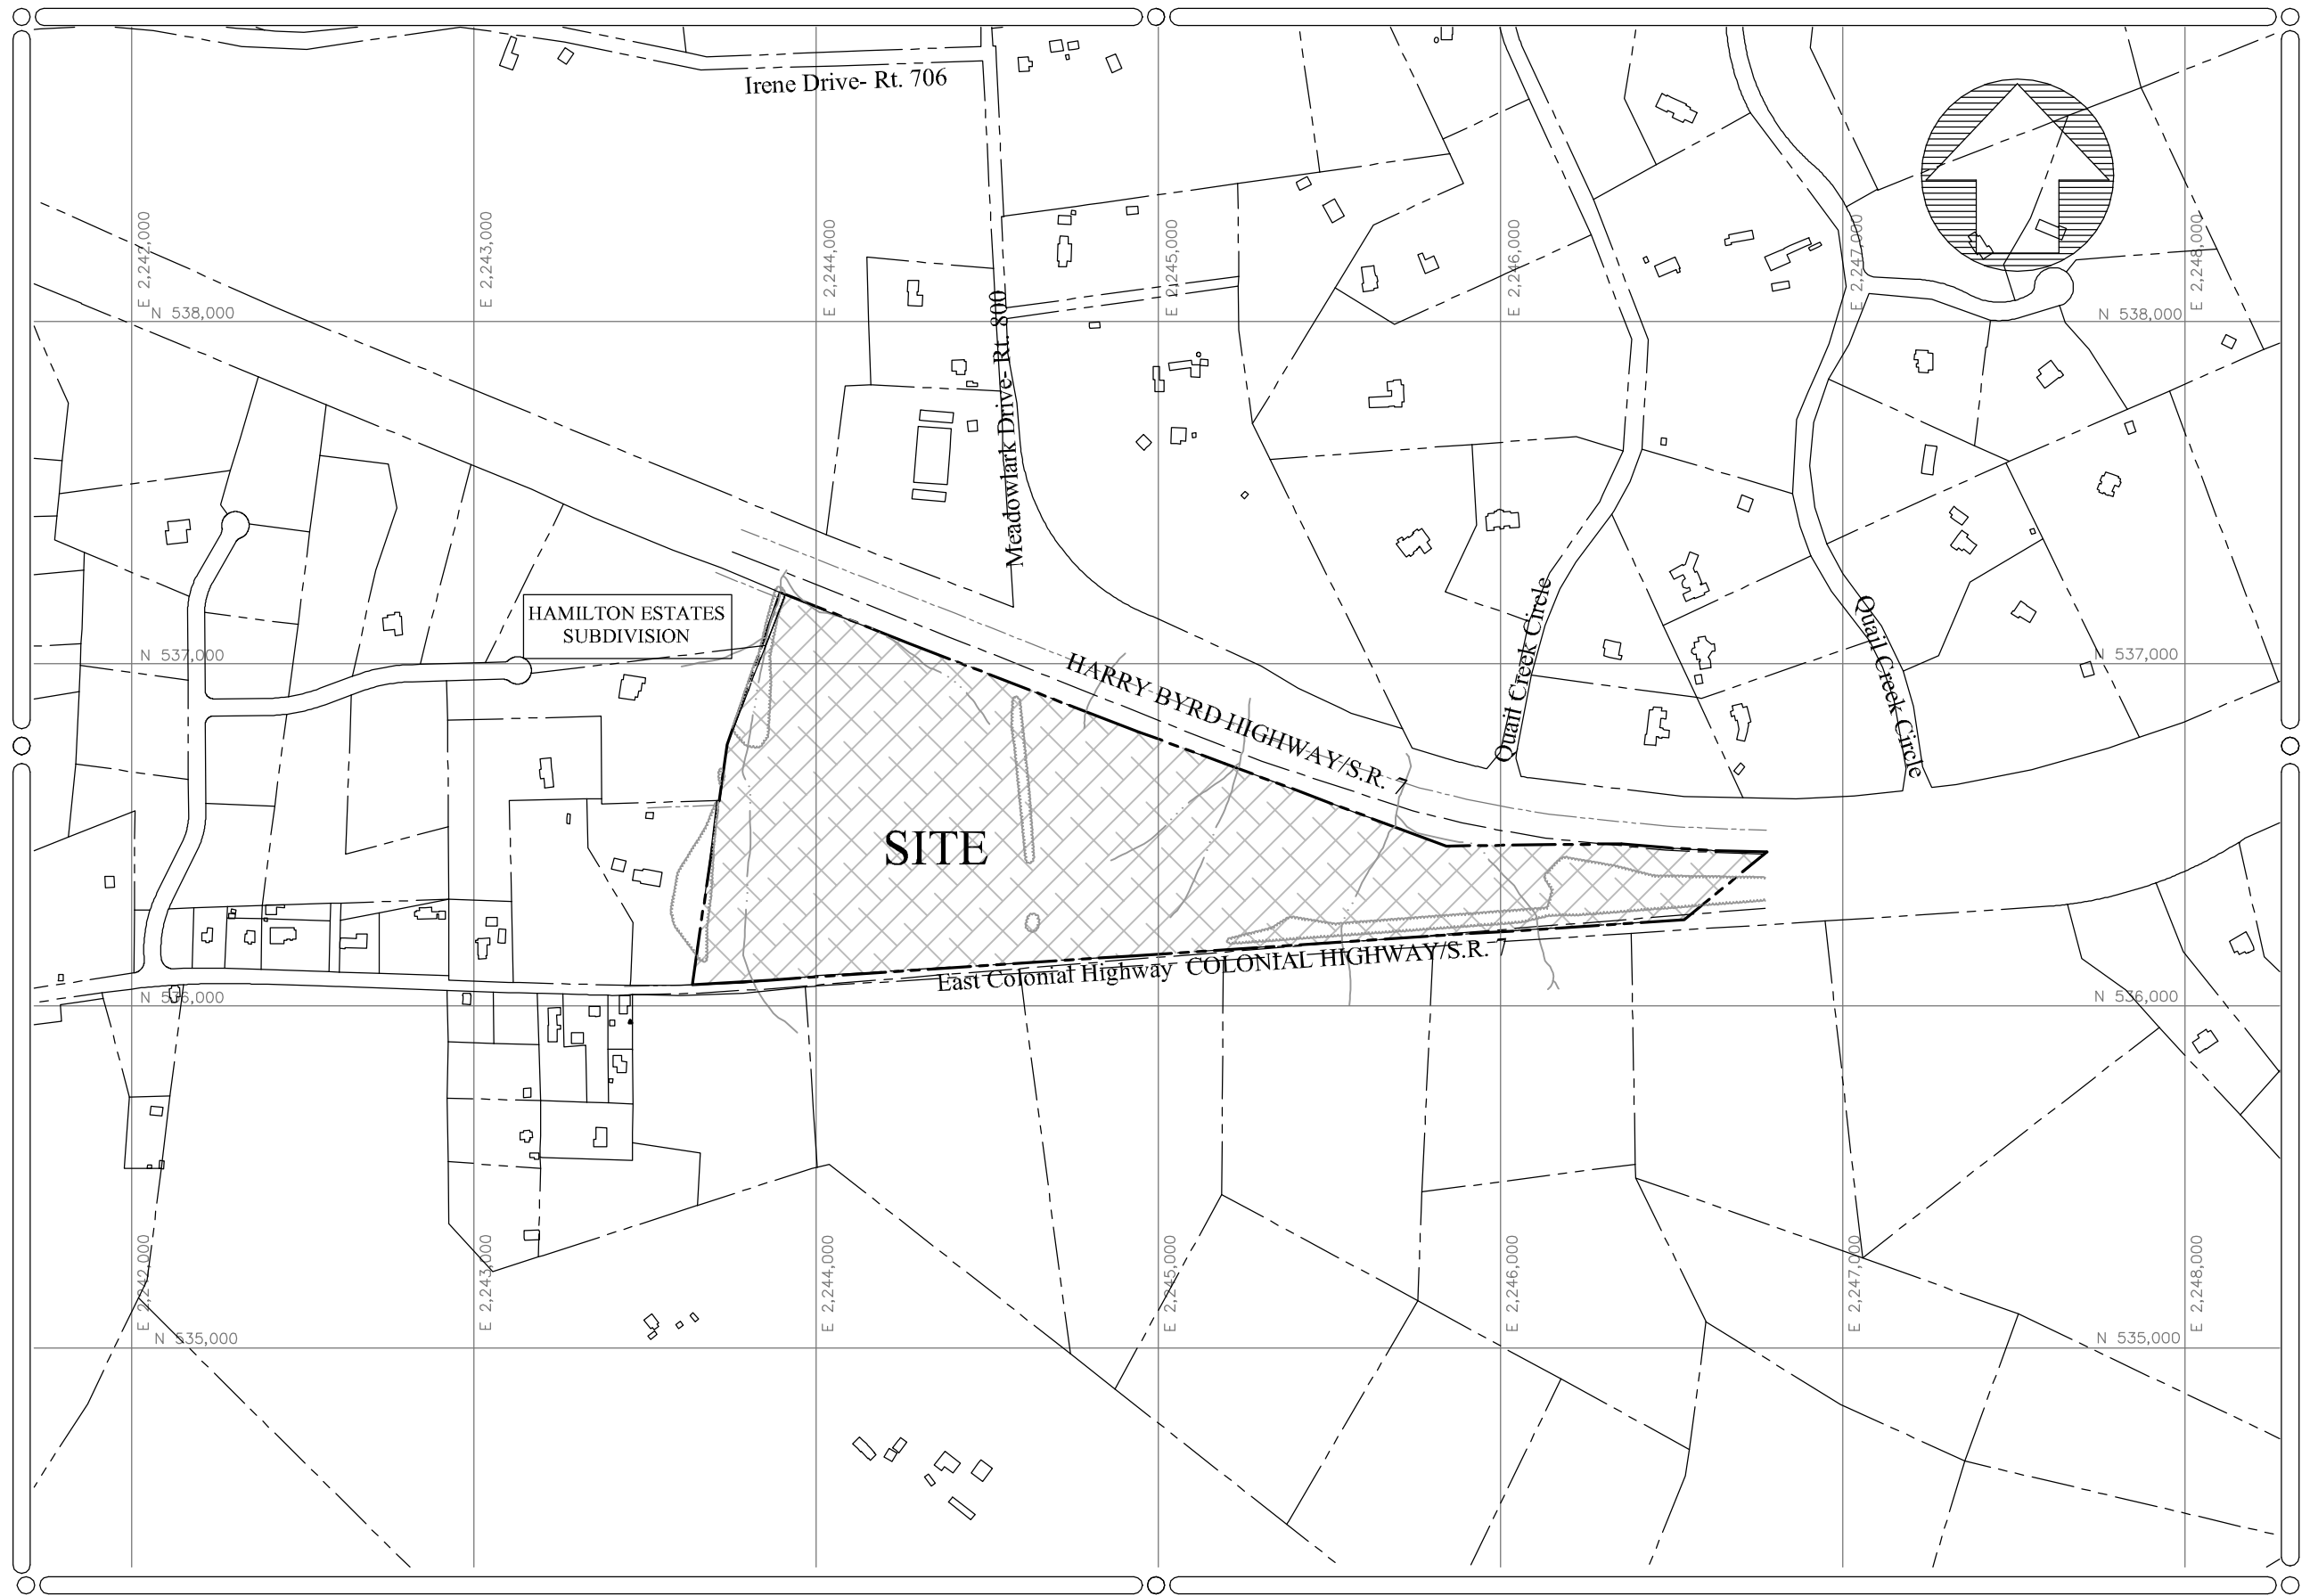 Irene Drive- Rt. 706
E 2,242,000
E 2,243,000
E 2,244,000
E 2,245,000
E 2,246,000
E 2,247,000
E 2,248,000
N 538,000
N 538,000
Meadowlark Drive- Rt. 800
HAMILTON ESTATES
SUBDIVISION
N 537,000
N 537,000
HARRY BYRD HIGHWAY/S.R. 7
Quail Creek Circle
Quail Creek Circle
SITE
East Colonial Highway
COLONIAL HIGHWAY/S.R. 7
N 536,000
N 536,000
E 2,242,000
E 2,243,000
E 2,244,000
E 2,245,000
E 2,246,000
E 2,247,000
E 2,248,000
N 535,000
N 535,000